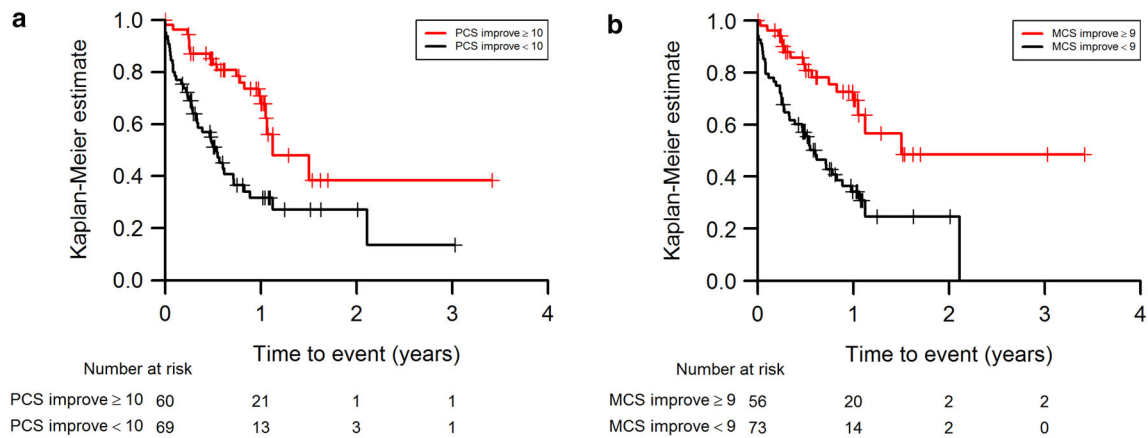 a
1.0
0.8
0.6
0.4
0.2
0.0
Kaplan-Meier estimate
PCS improve ≥ 10
PCS improve < 10
0 1 2 3 4
Time to event (years)
Number at risk
PCS improve ≥ 10 60 21 1 1
PCS improve < 10 69 13 3 1
b
1.0
0.8
0.6
0.4
0.2
0.0
Kaplan-Meier estimate
MCS improve ≥ 9
MCS improve < 9
0 1 2 3 4
Time to event (years)
Number at risk
MCS improve ≥ 9 56 20 2 2
MCS improve < 9 73 14 2 0